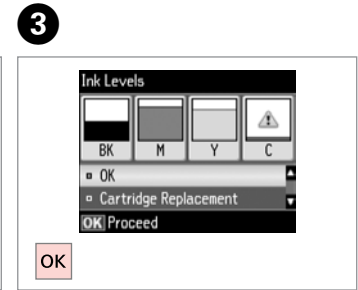 3
Ink Levels
BK M Y C
OK
Cartridge Replacement
OK Proceed
OK